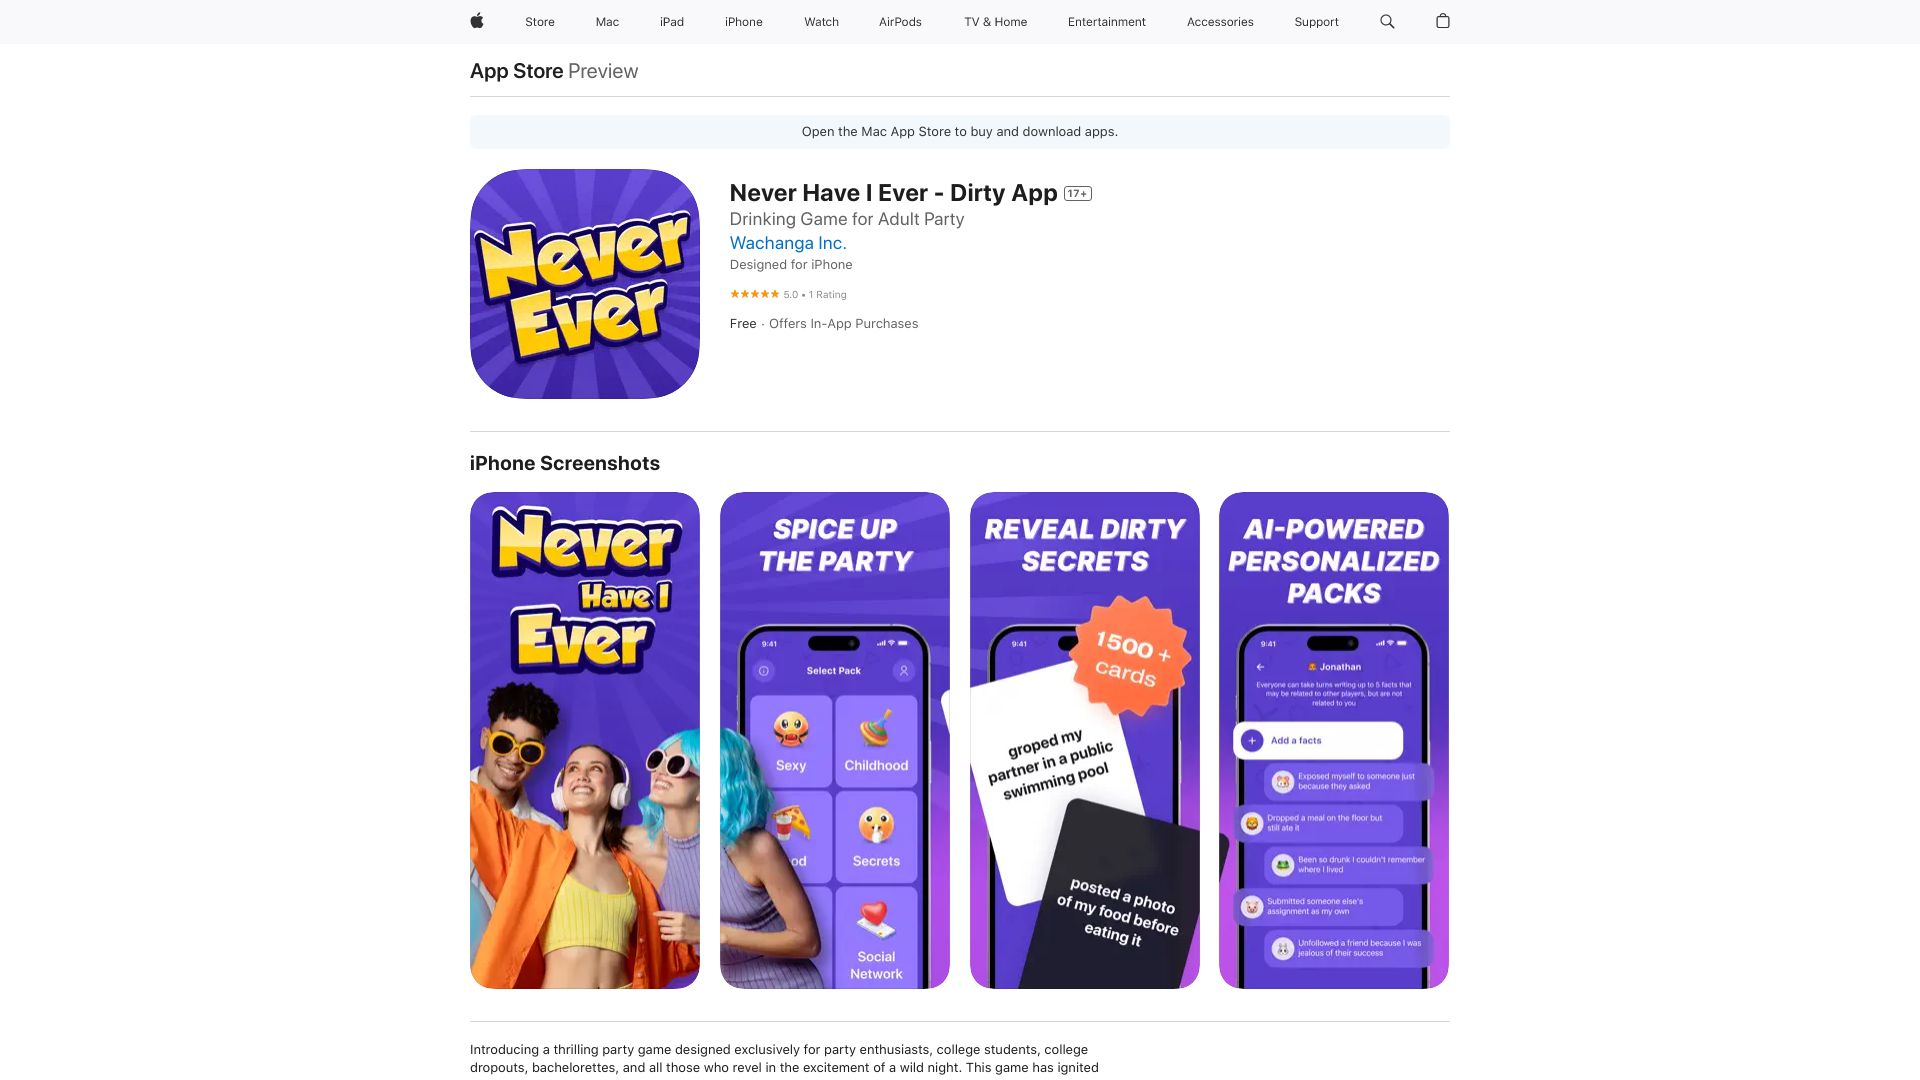 Store Mac iPad iPhone Watch AirPods TV & Home Entertainment Accessories Support
App Store Preview
Open the Mac App Store to buy and download apps.
Never
Ever
Never Have I Ever - Dirty App 17+
Drinking Game for Adult Party
Wachanga Inc.
Designed for iPhone
5.0 • 1 Rating
Free · Offers In-App Purchases
iPhone Screenshots
Never
Have I
Ever
SPICE UP
THE PARTY
9:41
Select Pack
Sexy Childhood
Secrets
Social
Network
REVEAL DIRTY
SECRETS
9:41
1500 +
cards
groped my
partner in a public
swimming pool
posted a photo
of my food before
eating it
AI-POWERED
PERSONALIZED
PACKS
9:41
Jonathan
Everyone can take turns writing up to 5 facts that
may be related to other players, but are not
related to you
Add a facts
Exposed myself to someone just
because they asked
Dropped a meal on the floor but
still ate it
Been so drunk I couldn't remember
where I lived
Submitted someone else's
assignment as my own
Unfollowed a friend because I was
jealous of their success
Introducing a thrilling party game designed exclusively for party enthusiasts, college students, college
dropouts, bachelorettes, and all those who revel in the excitement of a wild night. This game has ignited